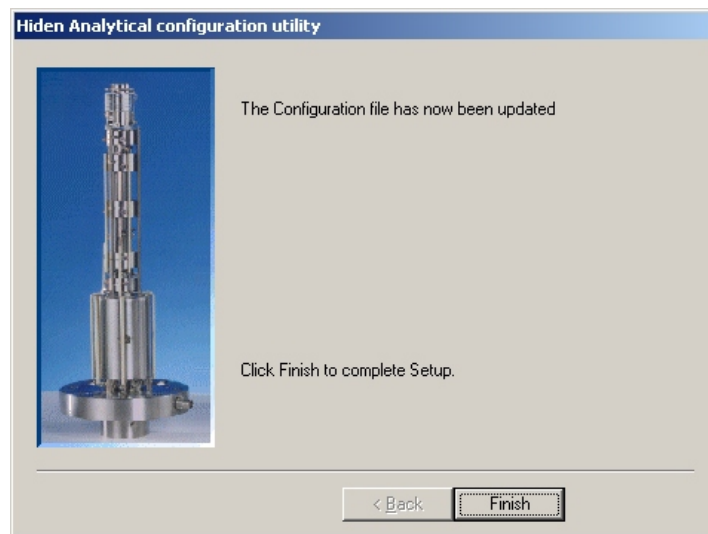 Hiden Analytical configuration utility
The Configuration file has now been updated
Click Finish to complete Setup.
< Back
Finish